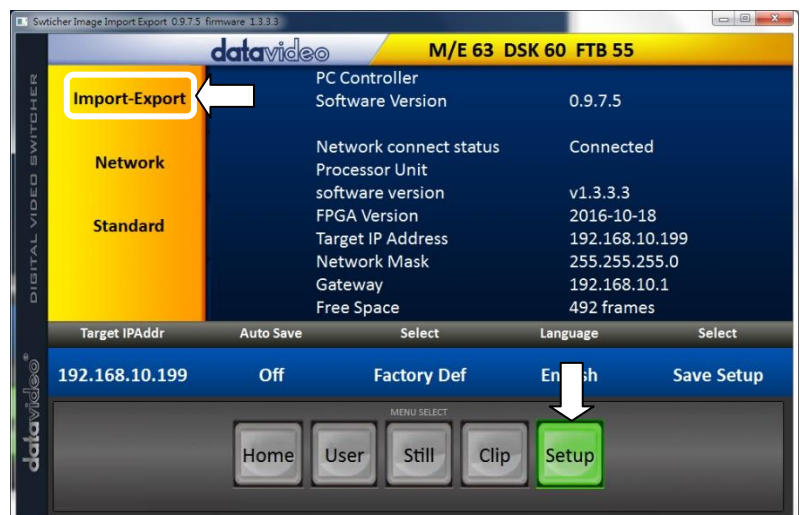 Swticher Image Import Export 0.9.7.5 firmware 1.3.3.3
datavideo M/E 63 DSK 60 FTB 55
DIGITAL VIDEO SWITCHER
datavideo
Import-Export
Network
Standard
PC Controller
Software Version 0.9.7.5
Network connect status Connected
Processor Unit
software version v1.3.3.3
FPGA Version 2016-10-18
Target IP Address 192.168.10.199
Network Mask 255.255.255.0
Gateway 192.168.10.1
Free Space 492 frames
Target IPAddr Auto Save Select Language Select
192.168.10.199 Off Factory Def Save Setup
MENU SELECT
Home User Still Clip Setup